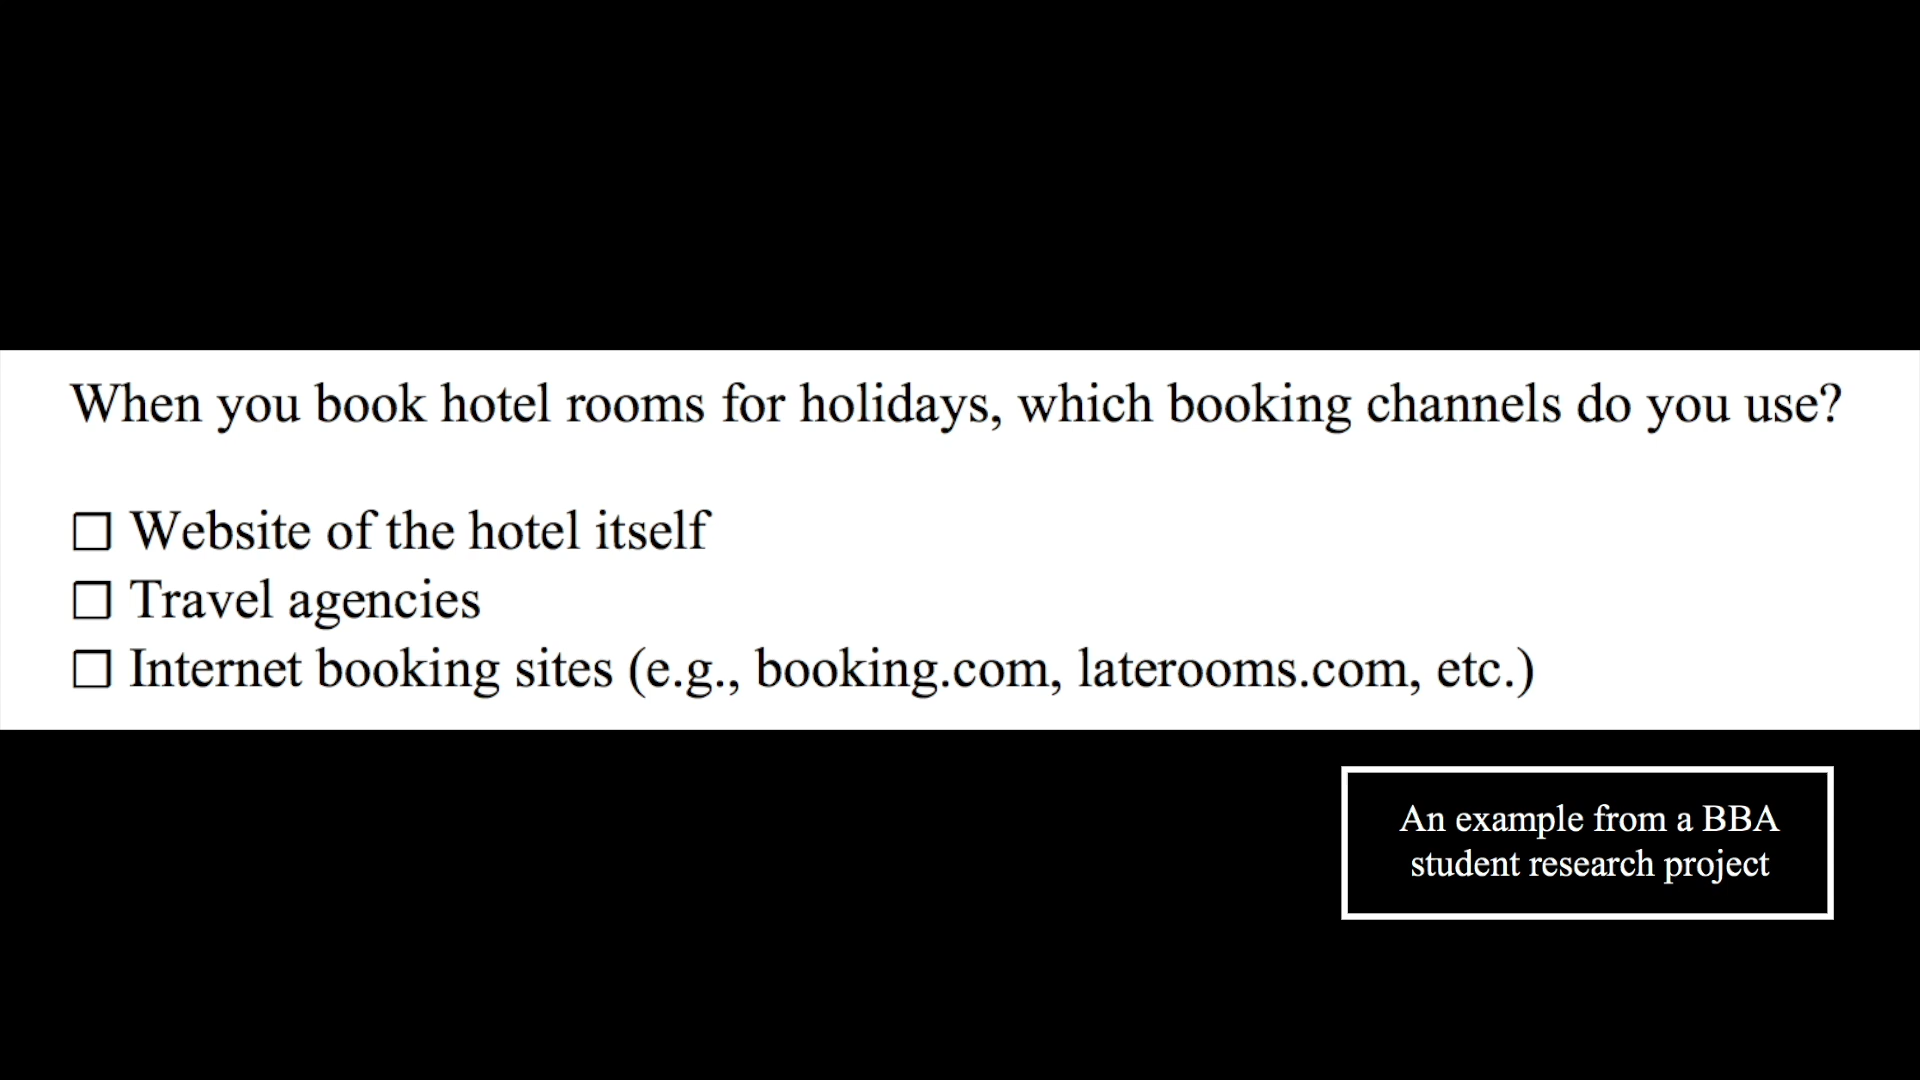 When you book hotel rooms for holidays, which booking channels do you use?
☐ Website of the hotel itself
☐ Travel agencies
☐ Internet booking sites (e.g., booking.com, laterooms.com, etc.)
An example from a BBA
student research project